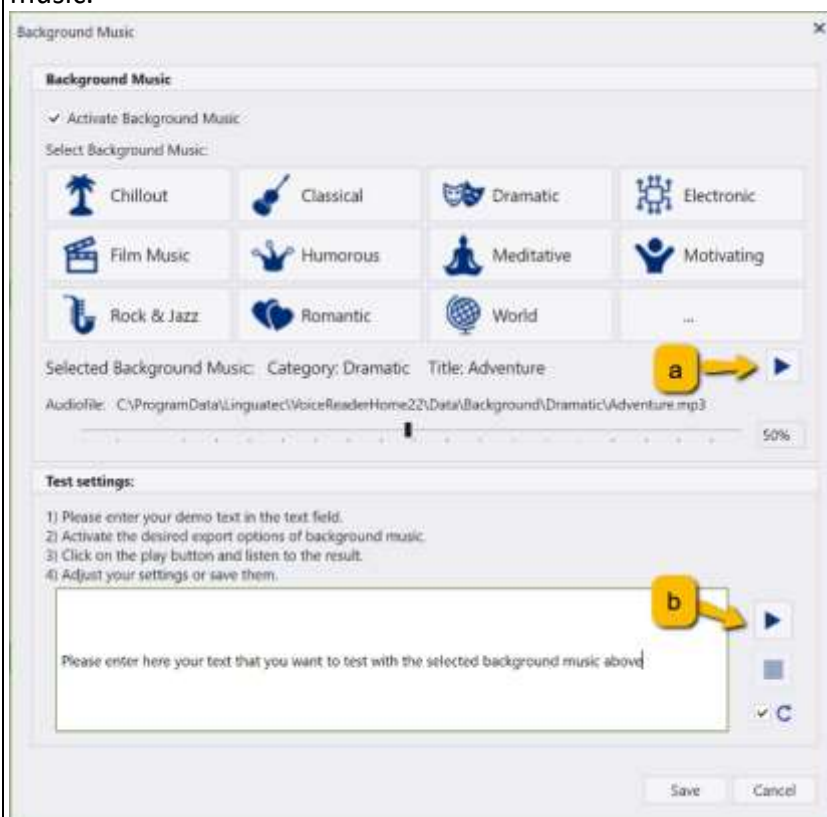 music.
Background Music
Background Music
Activate Background Music
Select Background Music:
Chillout
Classical
Dramatic
Electronic
Film Music
Humorous
Meditative
Motivating
Rock & Jazz
Romantic
World
...
Selected Background Music: Category: Dramatic Title: Adventure
a
Audiofile: C:\ProgramData\Linguatec\VoiceReaderHome22\Data\Background\Dramatic\Adventure.mp3
50%
Test settings:
1) Please enter your demo text in the text field.
2) Activate the desired export options of background music.
3) Click on the play button and listen to the result.
4) Adjust your settings or save them.
b
Please enter here your text that you want to test with the selected background music above
Save Cancel